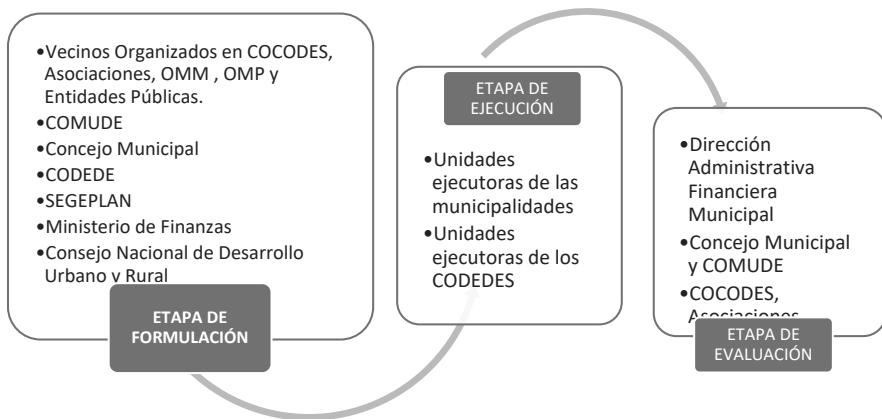 •Vecinos Organizados en COCODES,
Asociaciones, OMM , OMP y
Entidades Públicas.
•COMUDE
•Concejo Municipal
•CODEDE
•SEGEPLAN
•Ministerio de Finanzas
•Consejo Nacional de Desarrollo
Urbano y Rural
ETAPA DE
FORMULACIÓN
ETAPA DE
EJECUCIÓN
•Unidades
ejecutoras de las
municipalidades
•Unidades
ejecutoras de los
CODEDES
•Dirección
Administrativa
Financiera
Municipal
•Concejo Municipal
y COMUDE
•COCODES,
Asociaciones
ETAPA DE
EVALUACIÓN